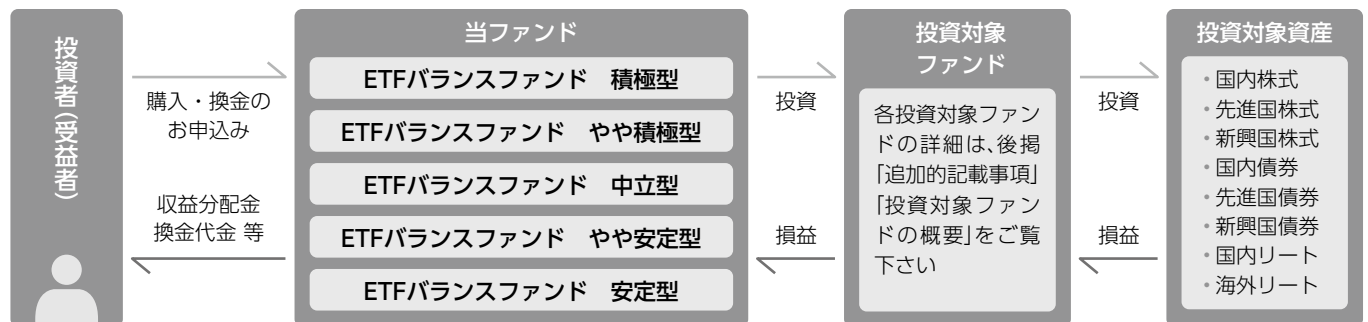 投資者(受益者)
購入・換金の
お申込み
収益分配金
換金代金 等
当ファンド
ETFバランスファンド 積極型
ETFバランスファンド やや積極型
ETFバランスファンド 中立型
ETFバランスファンド やや安定型
ETFバランスファンド 安定型
投資
損益
投資対象
ファンド
各投資対象ファン
ドの詳細は、後掲
「追加的記載事項」
「投資対象ファン
ドの概要」をご覧
下さい
投資
損益
投資対象資産
・国内株式
・先進国株式
・新興国株式
・国内債券
・先進国債券
・新興国債券
・国内リート
・海外リート